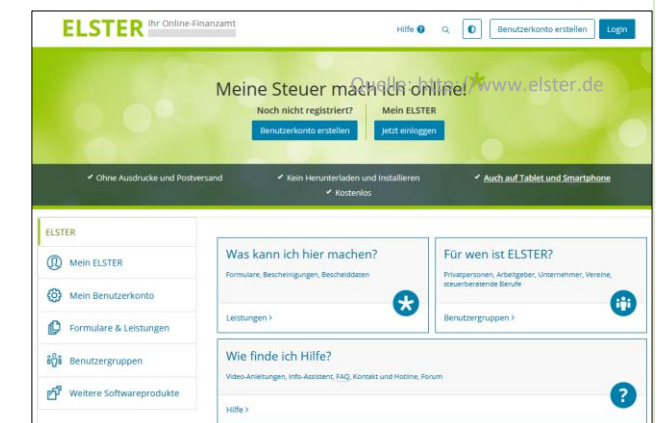 ELSTER Ihr Online-Finanzamt
Hilfe ?
Benutzerkonto erstellen
Login
Meine Steuer mach ich online!
Quelle: http://www.elster.de
Noch nicht registriert?
Mein ELSTER
Benutzerkonto erstellen
Jetzt einloggen
✔ Ohne Ausdrucke und Postversand
✔ Kein Herunterladen und Installieren
✔ Auch auf Tablet und Smartphone
✔ Kostenlos
ELSTER
Mein ELSTER
Mein Benutzerkonto
Formulare & Leistungen
Benutzergruppen
Weitere Softwareprodukte
Was kann ich hier machen?
Formulare, Bescheinigungen, Bescheiddaten
Leistungen >
Für wen ist ELSTER?
Privatpersonen, Arbeitgeber, Unternehmer, Vereine,
steuerberatende Berufe
Benutzergruppen >
Wie finde ich Hilfe?
Video-Anleitungen, Info-Assistent, FAQ, Kontakt und Hotline, Forum
?
Hilfe >